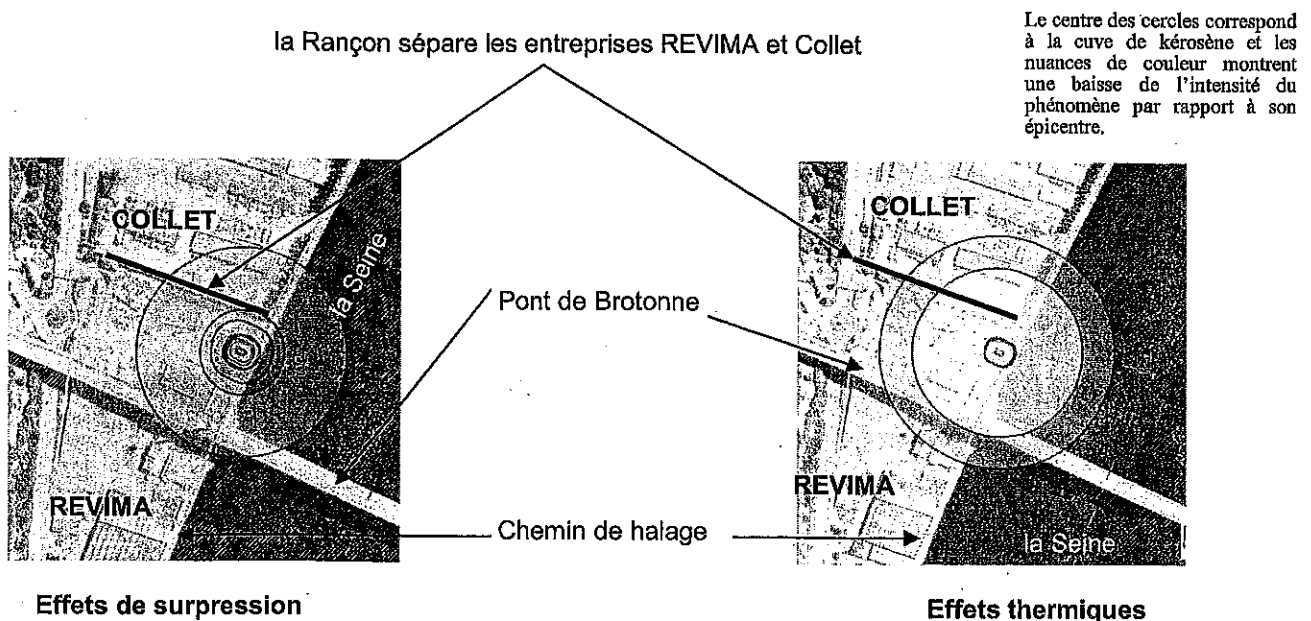 la Rançon sépare les entreprises REVIMA et Collet
Le centre des cercles correspond
à la cuve de kérosène et les
nuances de couleur montrent
une baisse de l'intensité du
phénomène par rapport à son
épicentre.
COLLET
la Seine
REVIMA
Pont de Brotonne
Chemin de halage
COLLET
REVIMA
la Seine
Effets de surpression
Effets thermiques